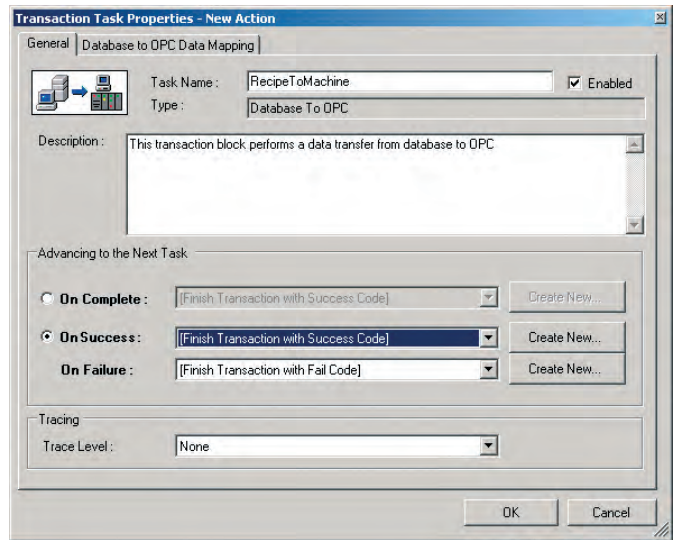 Transaction Task Properties - New Action
General
Database to OPC Data Mapping
Task Name :
RecipeToMachine
Enabled
Type :
Database To OPC
Description :
This transaction block performs a data transfer from database to OPC
Advancing to the Next Task
On Complete :
[Finish Transaction with Success Code]
Create New...
On Success :
[Finish Transaction with Success Code]
Create New...
On Failure :
[Finish Transaction with Fail Code]
Create New...
Tracing
Trace Level :
None
OK
Cancel